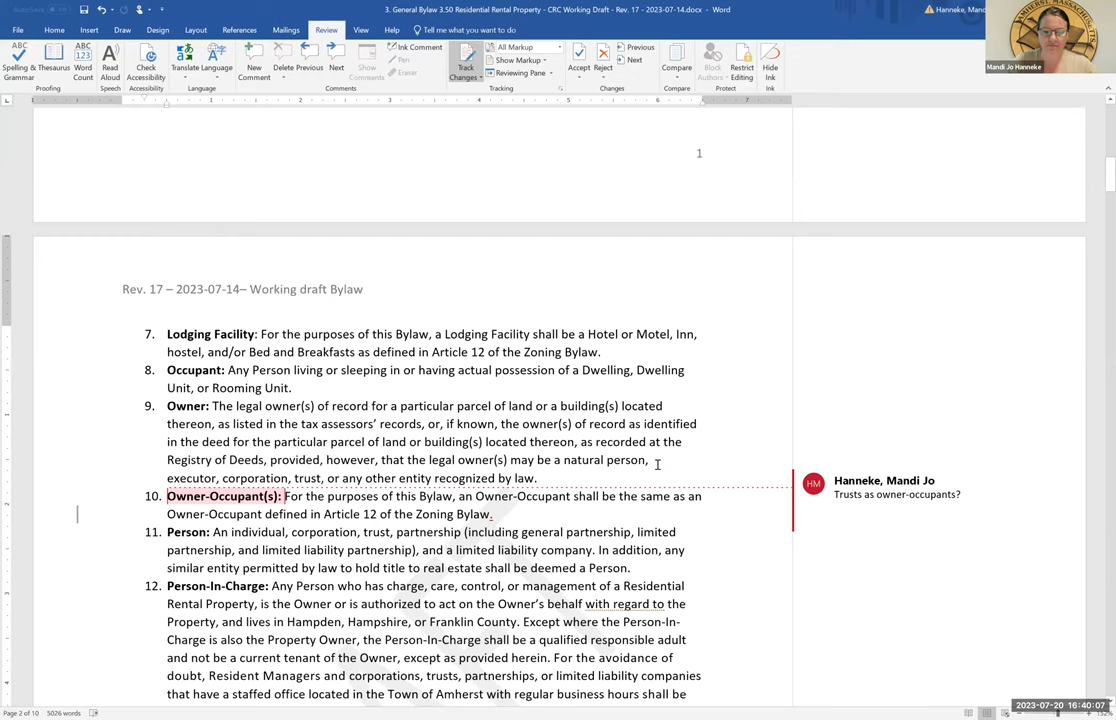 AutoSave
3. General Bylaw 3.50 Residential Rental Property - CRC Working Draft - Rev. 17 - 2023-07-14.docx - Word
Hanneke, Mand
File Home Insert Draw Design Layout References Mailings Review View Help Tell me what you want to do
Mandi Jo Hanneke
Spelling & Grammar
Thesaurus
Word Count
Read Aloud
Check Accessibility
Translate
Language
New Comment
Delete
Previous
Next
Show Comments
Ink Comment
Pen
Eraser
Track Changes
All Markup
Show Markup
Reviewing Pane
Accept
Reject
Previous
Next
Compare
Block Authors
Restrict Editing
Hide Ink
Proofing Speech Accessibility Language Comments Tracking Changes Compare Protect Ink
1
Rev. 17 – 2023-07-14– Working draft Bylaw
7. Lodging Facility: For the purposes of this Bylaw, a Lodging Facility shall be a Hotel or Motel, Inn,
hostel, and/or Bed and Breakfasts as defined in Article 12 of the Zoning Bylaw.
8. Occupant: Any Person living or sleeping in or having actual possession of a Dwelling, Dwelling
Unit, or Rooming Unit.
9. Owner: The legal owner(s) of record for a particular parcel of land or a building(s) located
thereon, as listed in the tax assessors’ records, or, if known, the owner(s) of record as identified
in the deed for the particular parcel of land or building(s) located thereon, as recorded at the
Registry of Deeds, provided, however, that the legal owner(s) may be a natural person,
executor, corporation, trust, or any other entity recognized by law.
10. Owner-Occupant(s): For the purposes of this Bylaw, an Owner-Occupant shall be the same as an
Owner-Occupant defined in Article 12 of the Zoning Bylaw.
11. Person: An individual, corporation, trust, partnership (including general partnership, limited
partnership, and limited liability partnership), and a limited liability company. In addition, any
similar entity permitted by law to hold title to real estate shall be deemed a Person.
12. Person-In-Charge: Any Person who has charge, care, control, or management of a Residential
Rental Property, is the Owner or is authorized to act on the Owner’s behalf with regard to the
Property, and lives in Hampden, Hampshire, or Franklin County. Except where the Person-In-
Charge is also the Property Owner, the Person-In-Charge shall be a qualified responsible adult
and not be a current tenant of the Owner, except as provided herein. For the avoidance of
doubt, Resident Managers and corporations, trusts, partnerships, or limited liability companies
that have a staffed office located in the Town of Amherst with regular business hours shall be
HM
Hanneke, Mandi Jo
Trusts as owner-occupants?
Page 2 of 10 5026 words
2023-07-20 16:40:07